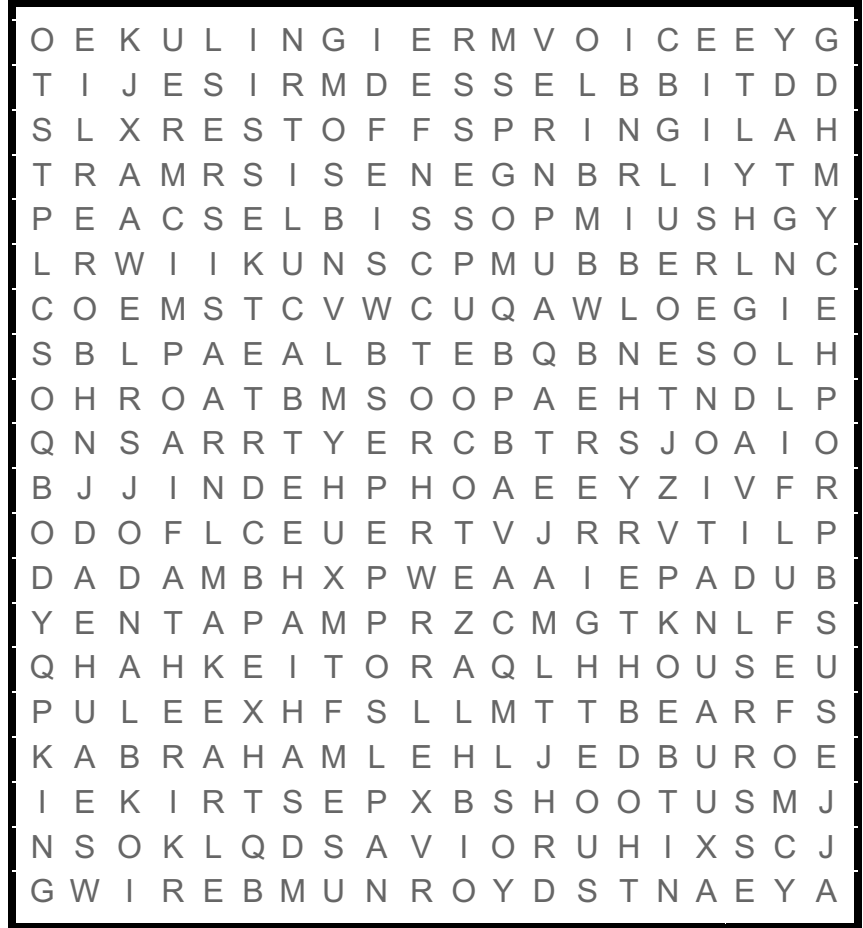 O E K U L I N G I E R M V O I C E E Y G
T I J E S I R M D E S S E L B B I T D D
S L X R E S T O F F S P R I N G I L A H
T R A M R S I S E N E G N B R L I Y T M
P E A C S E L B I S S O P M I U S H G Y
L R W I I K U N S C P M U B B E R L N C
C O E M S T C V W C U Q A W L O E G I E
S B L P A E A L B T E B Q B N E S O L H
O H R O A T B M S O O P A E H T N D L P
Q N S A R R T Y E R C B T R S J O A I O
B J J I N D E H P H O A E E Y Z I V F R
O D O F L C E U E R T V J R R V T I L P
D A D A M B H X P W E A A I E P A D U B
Y E N T A P A M P R Z C M G T K N L F S
Q H A H K E I T O R A Q L H H O U S E U
P U L E E X H F S L L M T T B E A R F S
K A B R A H A M L E H L J E D B U R O E
I E K I R T S E P X B S H O O T U S M J
N S O K L Q D S A V I O R U H I X S C J
G W I R E B M U N R O Y D S T N A E Y A